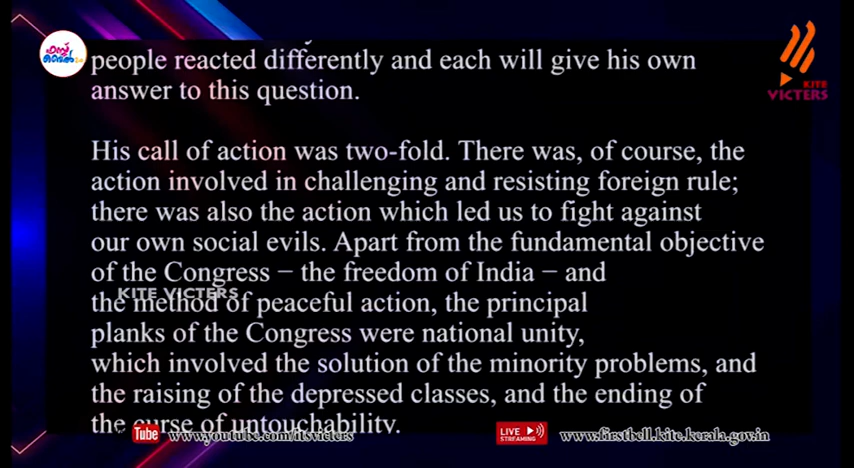 people reacted differently and each will give his own
answer to this question.
KITE
VICTERS
His call of action was two-fold. There was, of course, the
action involved in challenging and resisting foreign rule;
there was also the action which led us to fight against
our own social evils. Apart from the fundamental objective
of the Congress – the freedom of India – and
KITE VICTERS
the method of peaceful action, the principal
planks of the Congress were national unity,
which involved the solution of the minority problems, and
the raising of the depressed classes, and the ending of
the curse of untouchability.
Tube www.youtube.com/itsvicters
LIVE
STREAMING
www.firstbell.kite.kerala.gov.in